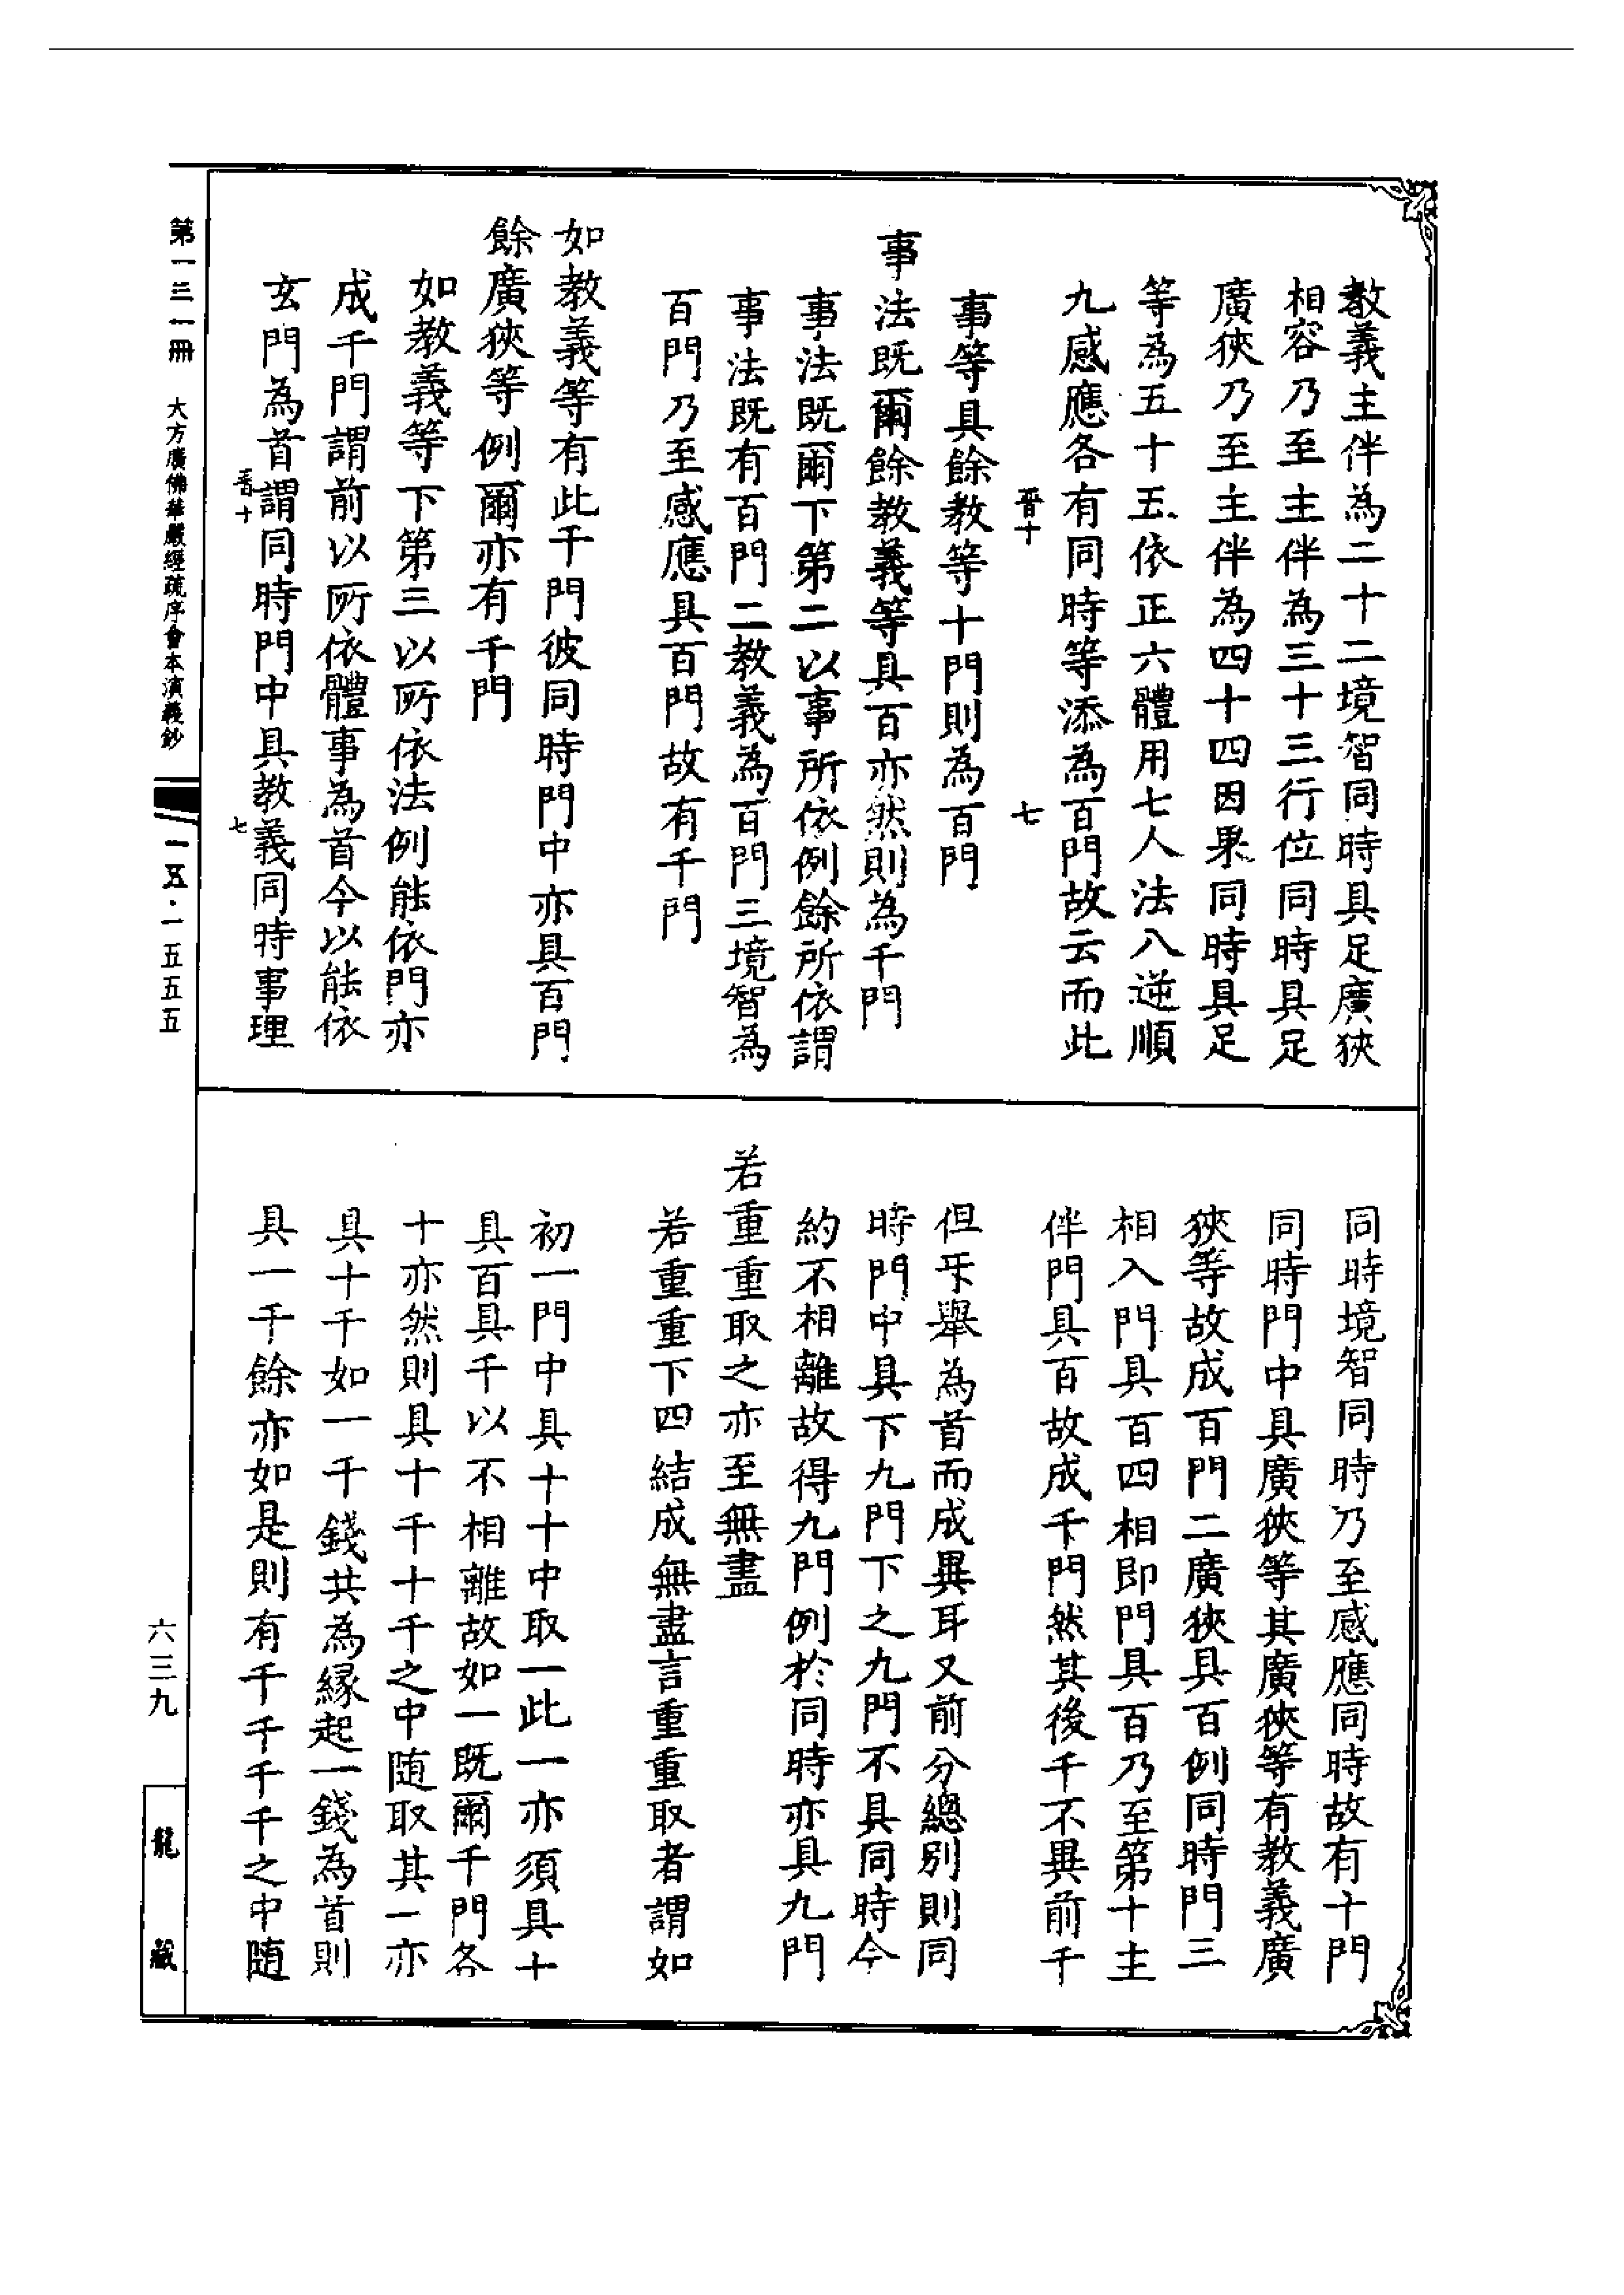 教義主伴為二十二境智同時具足廣狹
相容乃至主伴為三十三行位同時具足
廣狹乃至主伴為四十四因果同時具足
等為五十五依正六體用七人法八逆順
九感應各有同時等添為百門故云而此
晉十 七
事等具餘教等十門則為百門
事法既爾餘教義等具百亦然則為千門
事法既爾下第二以事所依例餘所依謂
事法既有百門二教義為百門三境智為
百門乃至感應具百門故有千門
如教義等有此千門彼同時門中亦具百門
餘廣狹等例爾亦有千門
如教義等下第三以所依法例能依門亦
成千門謂前以所依體事為首今以能依
玄門為首謂同時門中具教義同時事理
晉十 七
同時境智同時乃至感應同時故有十門
同時門中具廣狹等其廣狹等有教義廣
狹等故成百門二廣狹具百例同時門三
相入門具百四相即門具百乃至第十主
伴門具百故成千門然其後千不異前千
但互舉為首而成異耳又前分總別則同
時門中具下九門下之九門不具同時今
約不相離故得九門例於同時亦具九門
若重重取之亦至無盡
若重重下四結成無盡言重重取者謂如
初一門中具十十中取一此一亦須具十
具百具千以不相離故如一既爾千門各
十亦然則具十千十千之中随取其一亦
具十千如一千錢共為緣起一錢為首則
具一千餘亦如是則有千千千千之中随
第一三一冊 大方廣佛華嚴經疏序會本演義鈔 一五·一五五五
六三九 龍藏